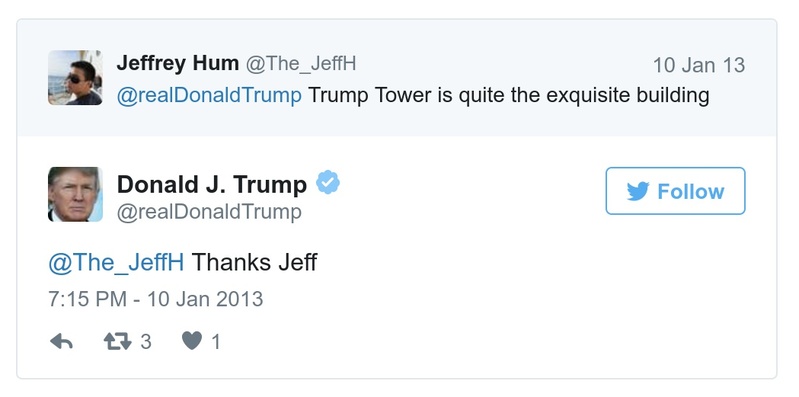 Jeffrey Hum @The_JeffH 10 Jan 13
@realDonaldTrump Trump Tower is quite the exquisite building
Donald J. Trump
@realDonaldTrump
Follow
@The_JeffH Thanks Jeff
7:15 PM - 10 Jan 2013
3 1